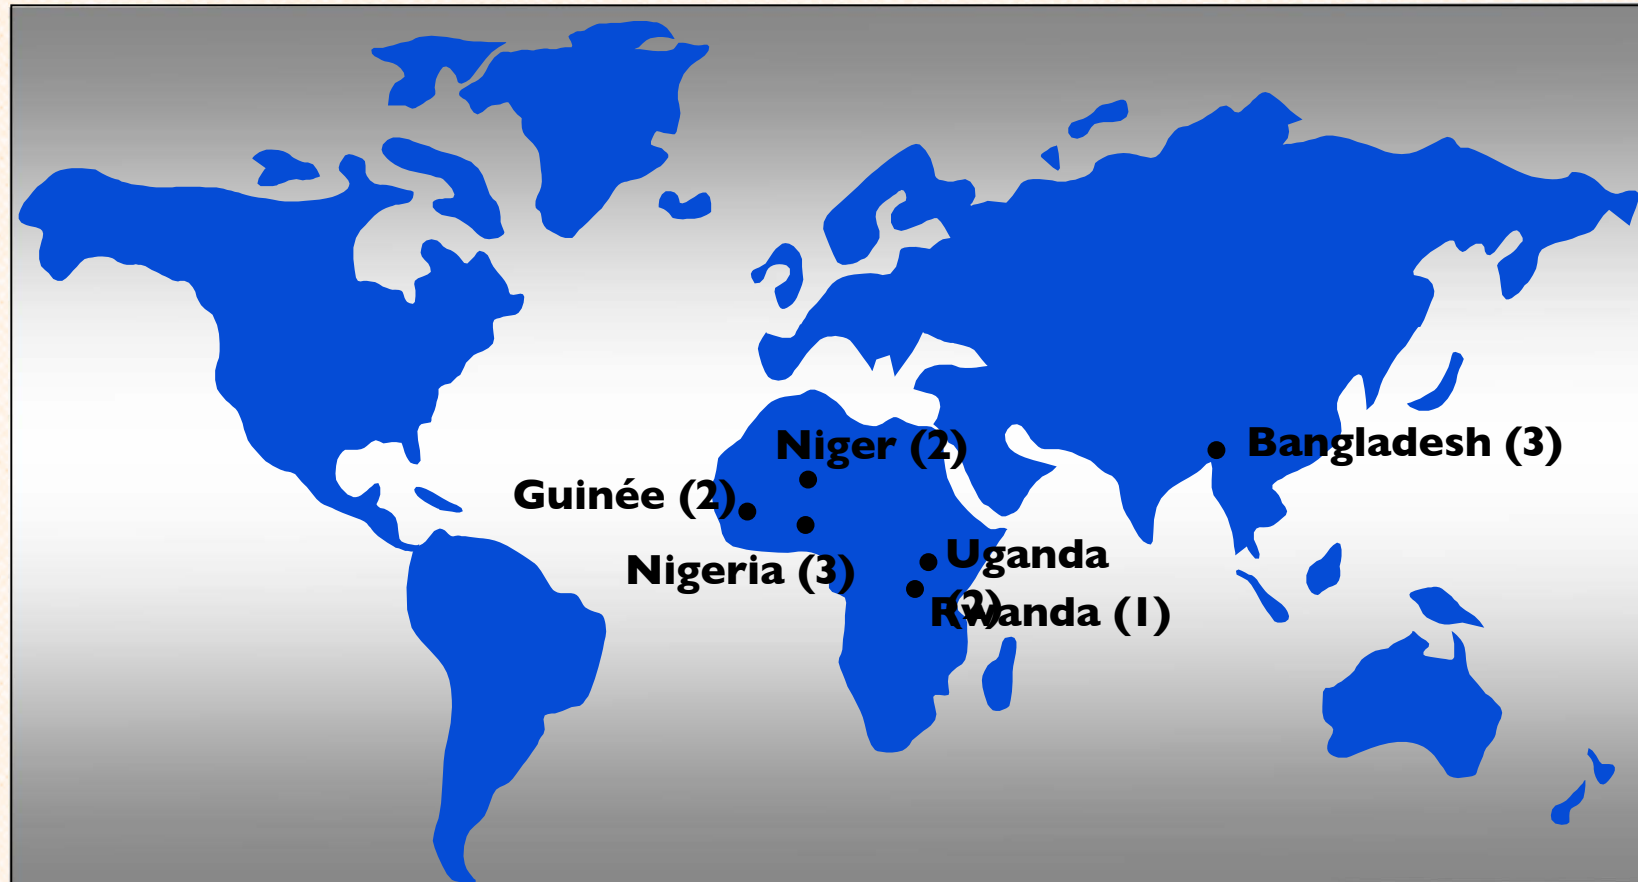 Niger (2)
Bangladesh (3)
Guinée (2)
Uganda
(2)
Nigeria (3)
Rwanda (1)